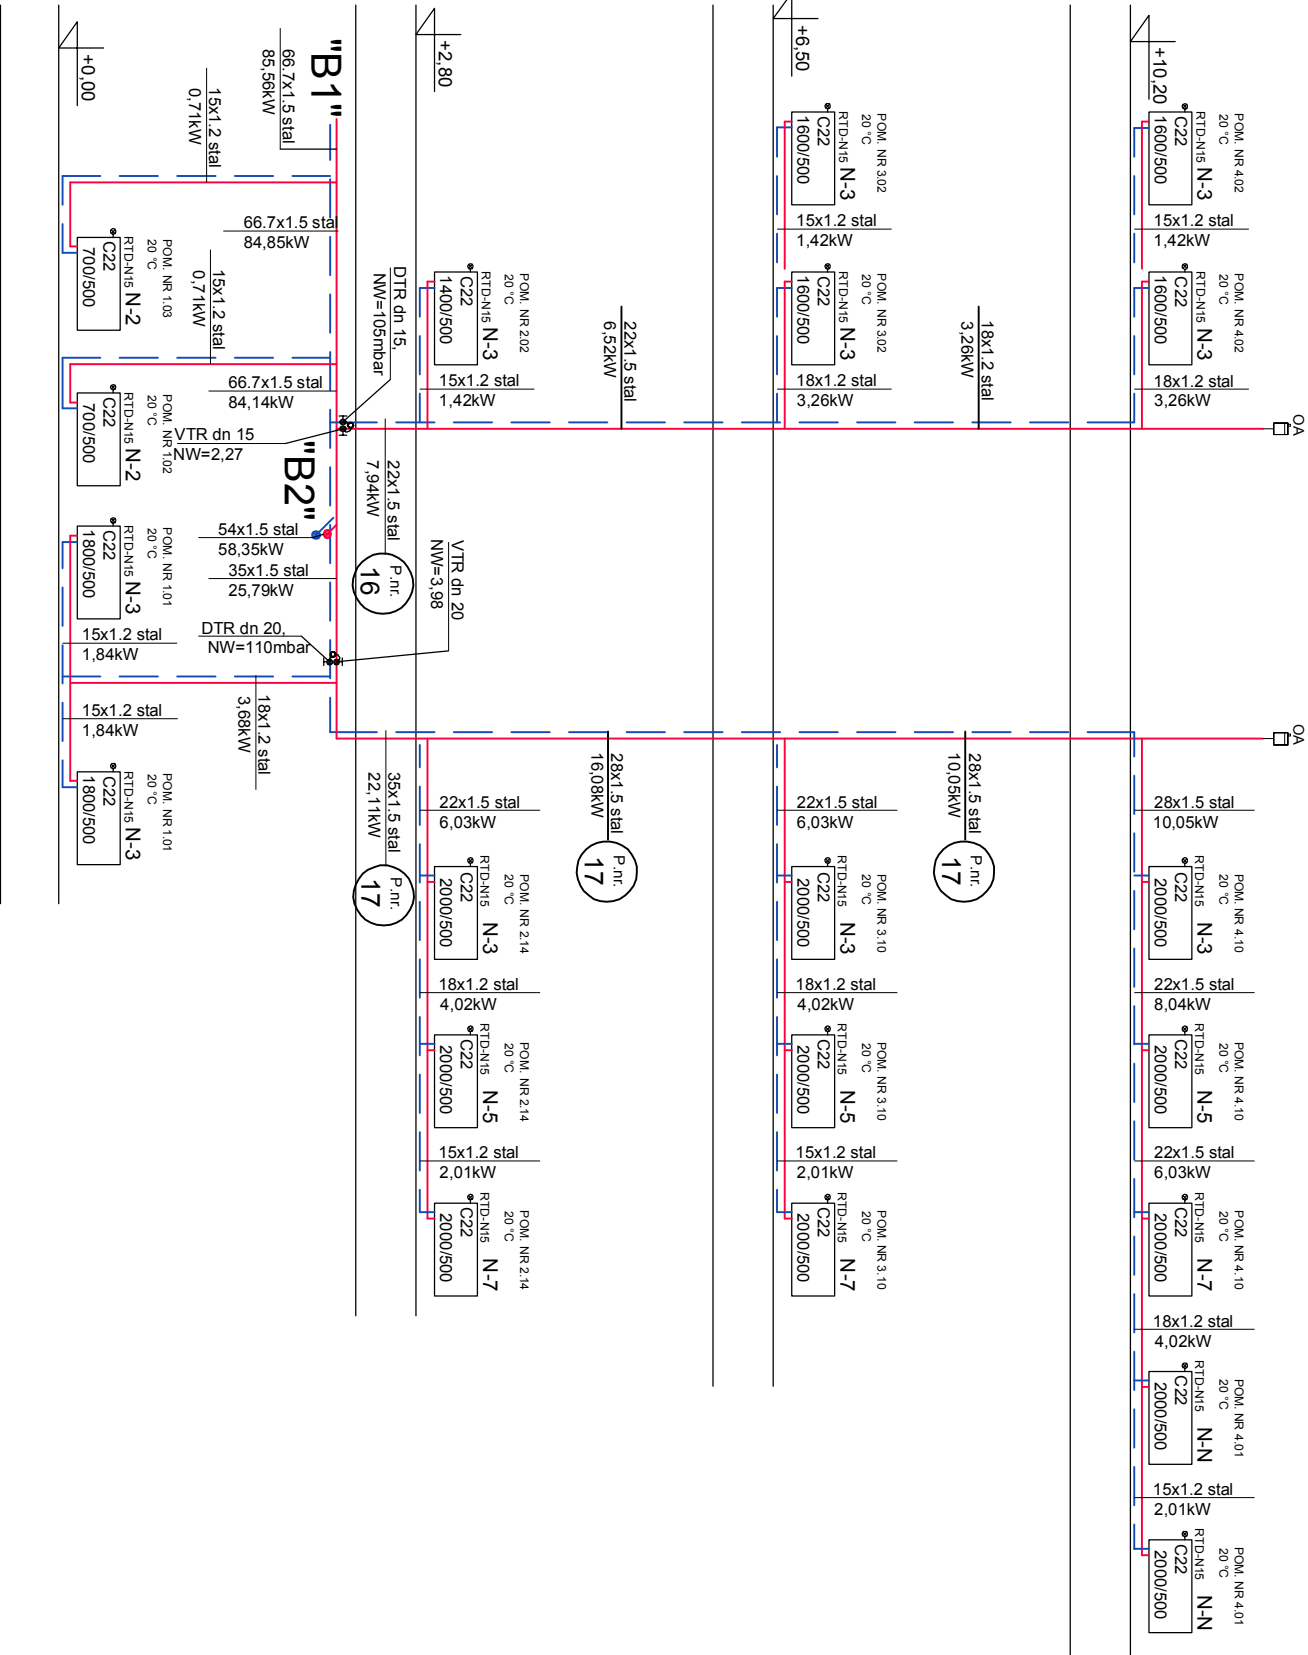 OA
OA
+10,20
POM. NR 4.02
20 °C
RTD-N15 N-3
C22
1600/500
15x1.2 stal
1,42kW
POM. NR 4.02
20 °C
RTD-N15 N-3
C22
1600/500
18x1.2 stal
3,26kW
28x1.5 stal
10,05kW
POM. NR 4.10
20 °C
RTD-N15 N-3
C22
2000/500
22x1.5 stal
8,04kW
POM. NR 4.10
20 °C
RTD-N15 N-5
C22
2000/500
22x1.5 stal
6,03kW
POM. NR 4.10
20 °C
RTD-N15 N-7
C22
2000/500
18x1.2 stal
4,02kW
POM. NR 4.01
20 °C
RTD-N15 N-N
C22
2000/500
15x1.2 stal
2,01kW
POM. NR 4.01
20 °C
RTD-N15 N-N
C22
2000/500
18x1.2 stal
3,26kW
28x1.5 stal
10,05kW
P.nr.
17
+6,50
POM. NR 3.02
20 °C
RTD-N15 N-3
C22
1600/500
15x1.2 stal
1,42kW
POM. NR 3.02
20 °C
RTD-N15 N-3
C22
1600/500
18x1.2 stal
3,26kW
22x1.5 stal
6,03kW
POM. NR 3.10
20 °C
RTD-N15 N-3
C22
2000/500
18x1.2 stal
4,02kW
POM. NR 3.10
20 °C
RTD-N15 N-5
C22
2000/500
15x1.2 stal
2,01kW
POM. NR 3.10
20 °C
RTD-N15 N-7
C22
2000/500
22x1.5 stal
6,52kW
28x1.5 stal
16,08kW
P.nr.
17
+2,80
POM. NR 2.02
20 °C
RTD-N15 N-3
C22
1400/500
15x1.2 stal
1,42kW
22x1.5 stal
6,03kW
POM. NR 2.14
20 °C
RTD-N15 N-3
C22
2000/500
18x1.2 stal
4,02kW
POM. NR 2.14
20 °C
RTD-N15 N-5
C22
2000/500
15x1.2 stal
2,01kW
POM. NR 2.14
20 °C
RTD-N15 N-7
C22
2000/500
DTR dn 15,
NW=105mbar
22x1.5 stal
7,94kW
P.nr.
16
VTR dn 20
NW=3,98
35x1.5 stal
22,11kW
P.nr.
17
"B1"
66.7x1.5 stal
85,56kW
66.7x1.5 stal
84,85kW
66.7x1.5 stal
84,14kW
VTR dn 15
NW=2,27
"B2"
54x1.5 stal
58,35kW
35x1.5 stal
25,79kW
DTR dn 20,
NW=110mbar
15x1.2 stal
0,71kW
15x1.2 stal
0,71kW
18x1.2 stal
3,68kW
+0,00
POM. NR 1.03
20 °C
RTD-N15 N-2
C22
700/500
POM. NR 1.02
20 °C
RTD-N15 N-2
C22
700/500
POM. NR 1.01
20 °C
RTD-N15 N-3
C22
1800/500
15x1.2 stal
1,84kW
15x1.2 stal
1,84kW
POM. NR 1.01
20 °C
RTD-N15 N-3
C22
1800/500